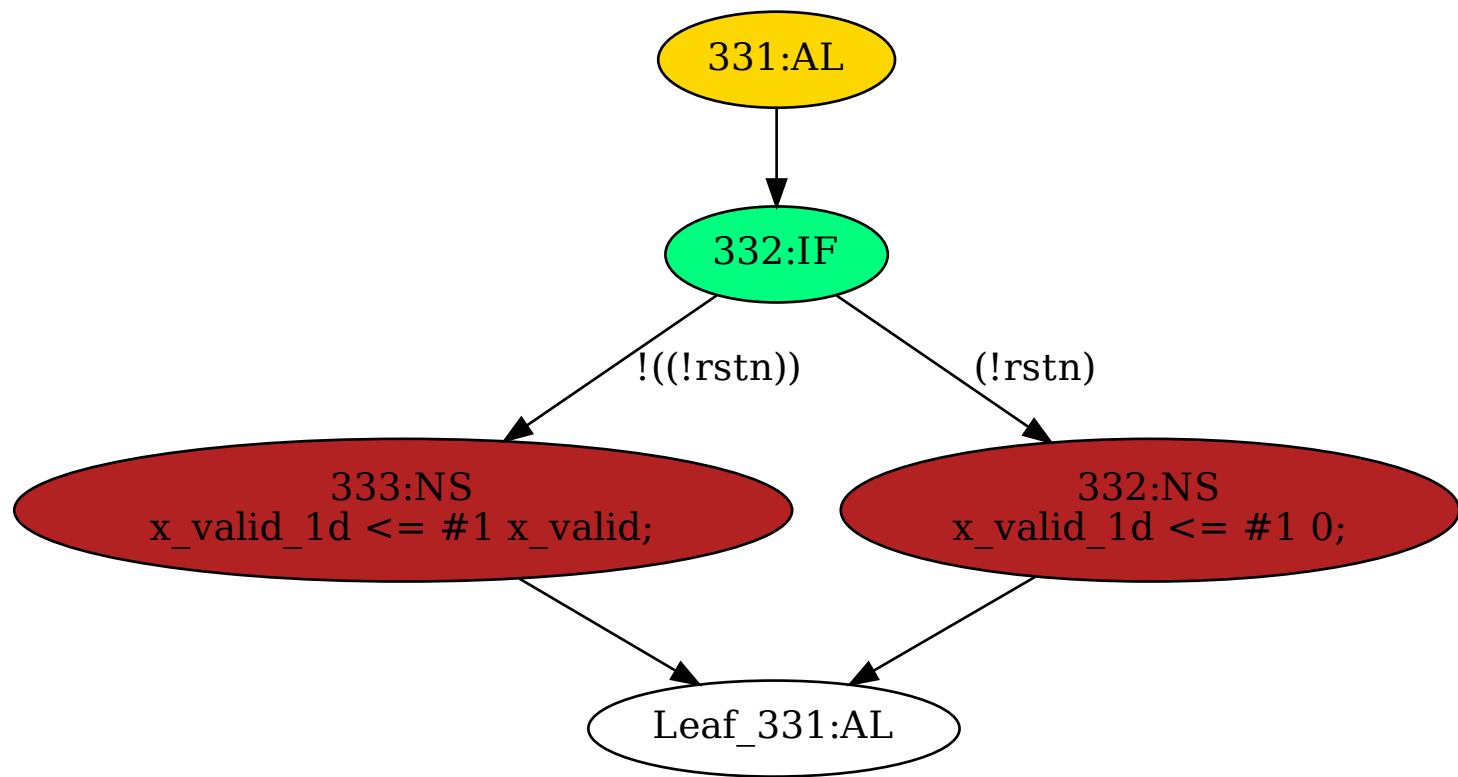 331:AL
332:IF
!((!rstn))
(!rstn)
333:NS
x_valid_1d <= #1 x_valid;
332:NS
x_valid_1d <= #1 0;
Leaf_331:AL